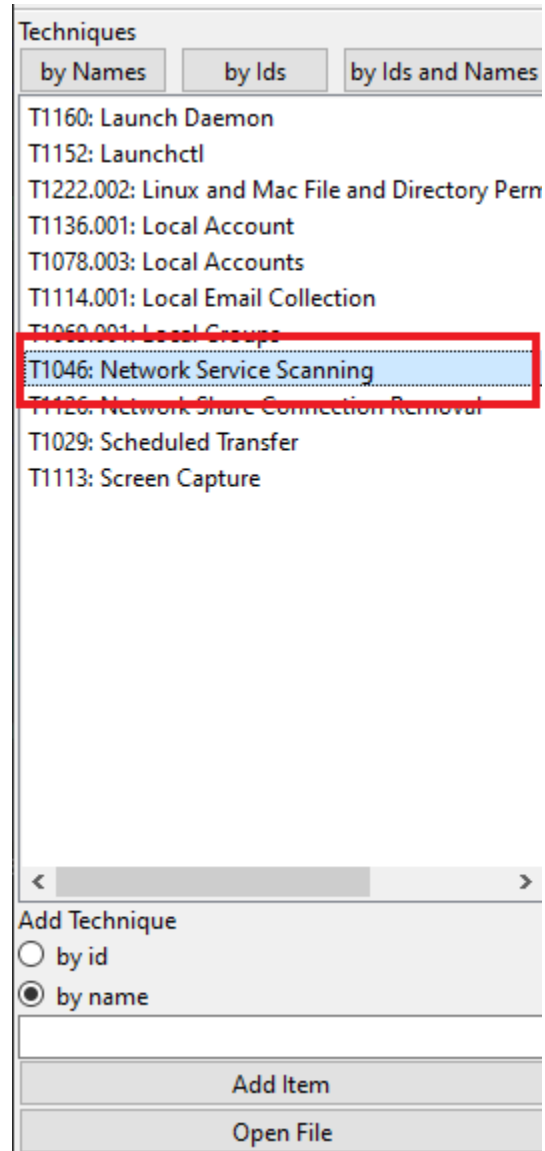 Techniques
by Names by Ids by Ids and Names
T1160: Launch Daemon
T1152: Launchctl
T1222.002: Linux and Mac File and Directory Perm
T1136.001: Local Account
T1078.003: Local Accounts
T1114.001: Local Email Collection
T1069.001: Local Groups
T1046: Network Service Scanning
T1126: Network Share Connection Removal
T1029: Scheduled Transfer
T1113: Screen Capture
Add Technique
by id
by name
Add Item
Open File